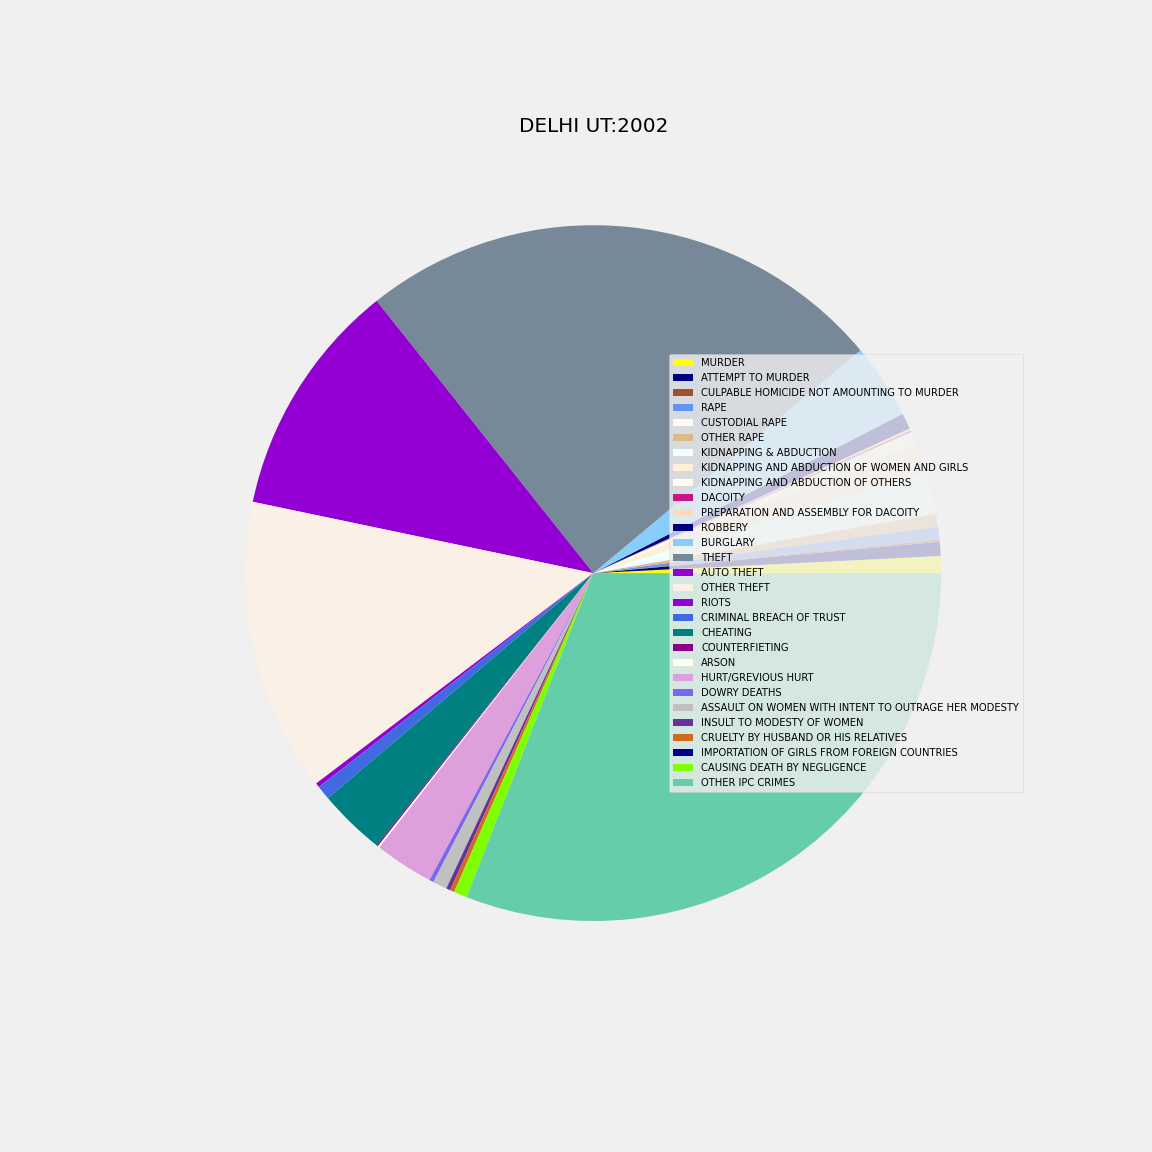 DELHI UT:2002
MURDER
ATTEMPT TO MURDER
CULPABLE HOMICIDE NOT AMOUNTING TO MURDER
RAPE
CUSTODIAL RAPE
OTHER RAPE
KIDNAPPING & ABDUCTION
KIDNAPPING AND ABDUCTION OF WOMEN AND GIRLS
KIDNAPPING AND ABDUCTION OF OTHERS
DACOITY
PREPARATION AND ASSEMBLY FOR DACOITY
ROBBERY
BURGLARY
THEFT
AUTO THEFT
OTHER THEFT
RIOTS
CRIMINAL BREACH OF TRUST
CHEATING
COUNTERFIETING
ARSON
HURT/GREVIOUS HURT
DOWRY DEATHS
ASSAULT ON WOMEN WITH INTENT TO OUTRAGE HER MODESTY
INSULT TO MODESTY OF WOMEN
CRUELTY BY HUSBAND OR HIS RELATIVES
IMPORTATION OF GIRLS FROM FOREIGN COUNTRIES
CAUSING DEATH BY NEGLIGENCE
OTHER IPC CRIMES